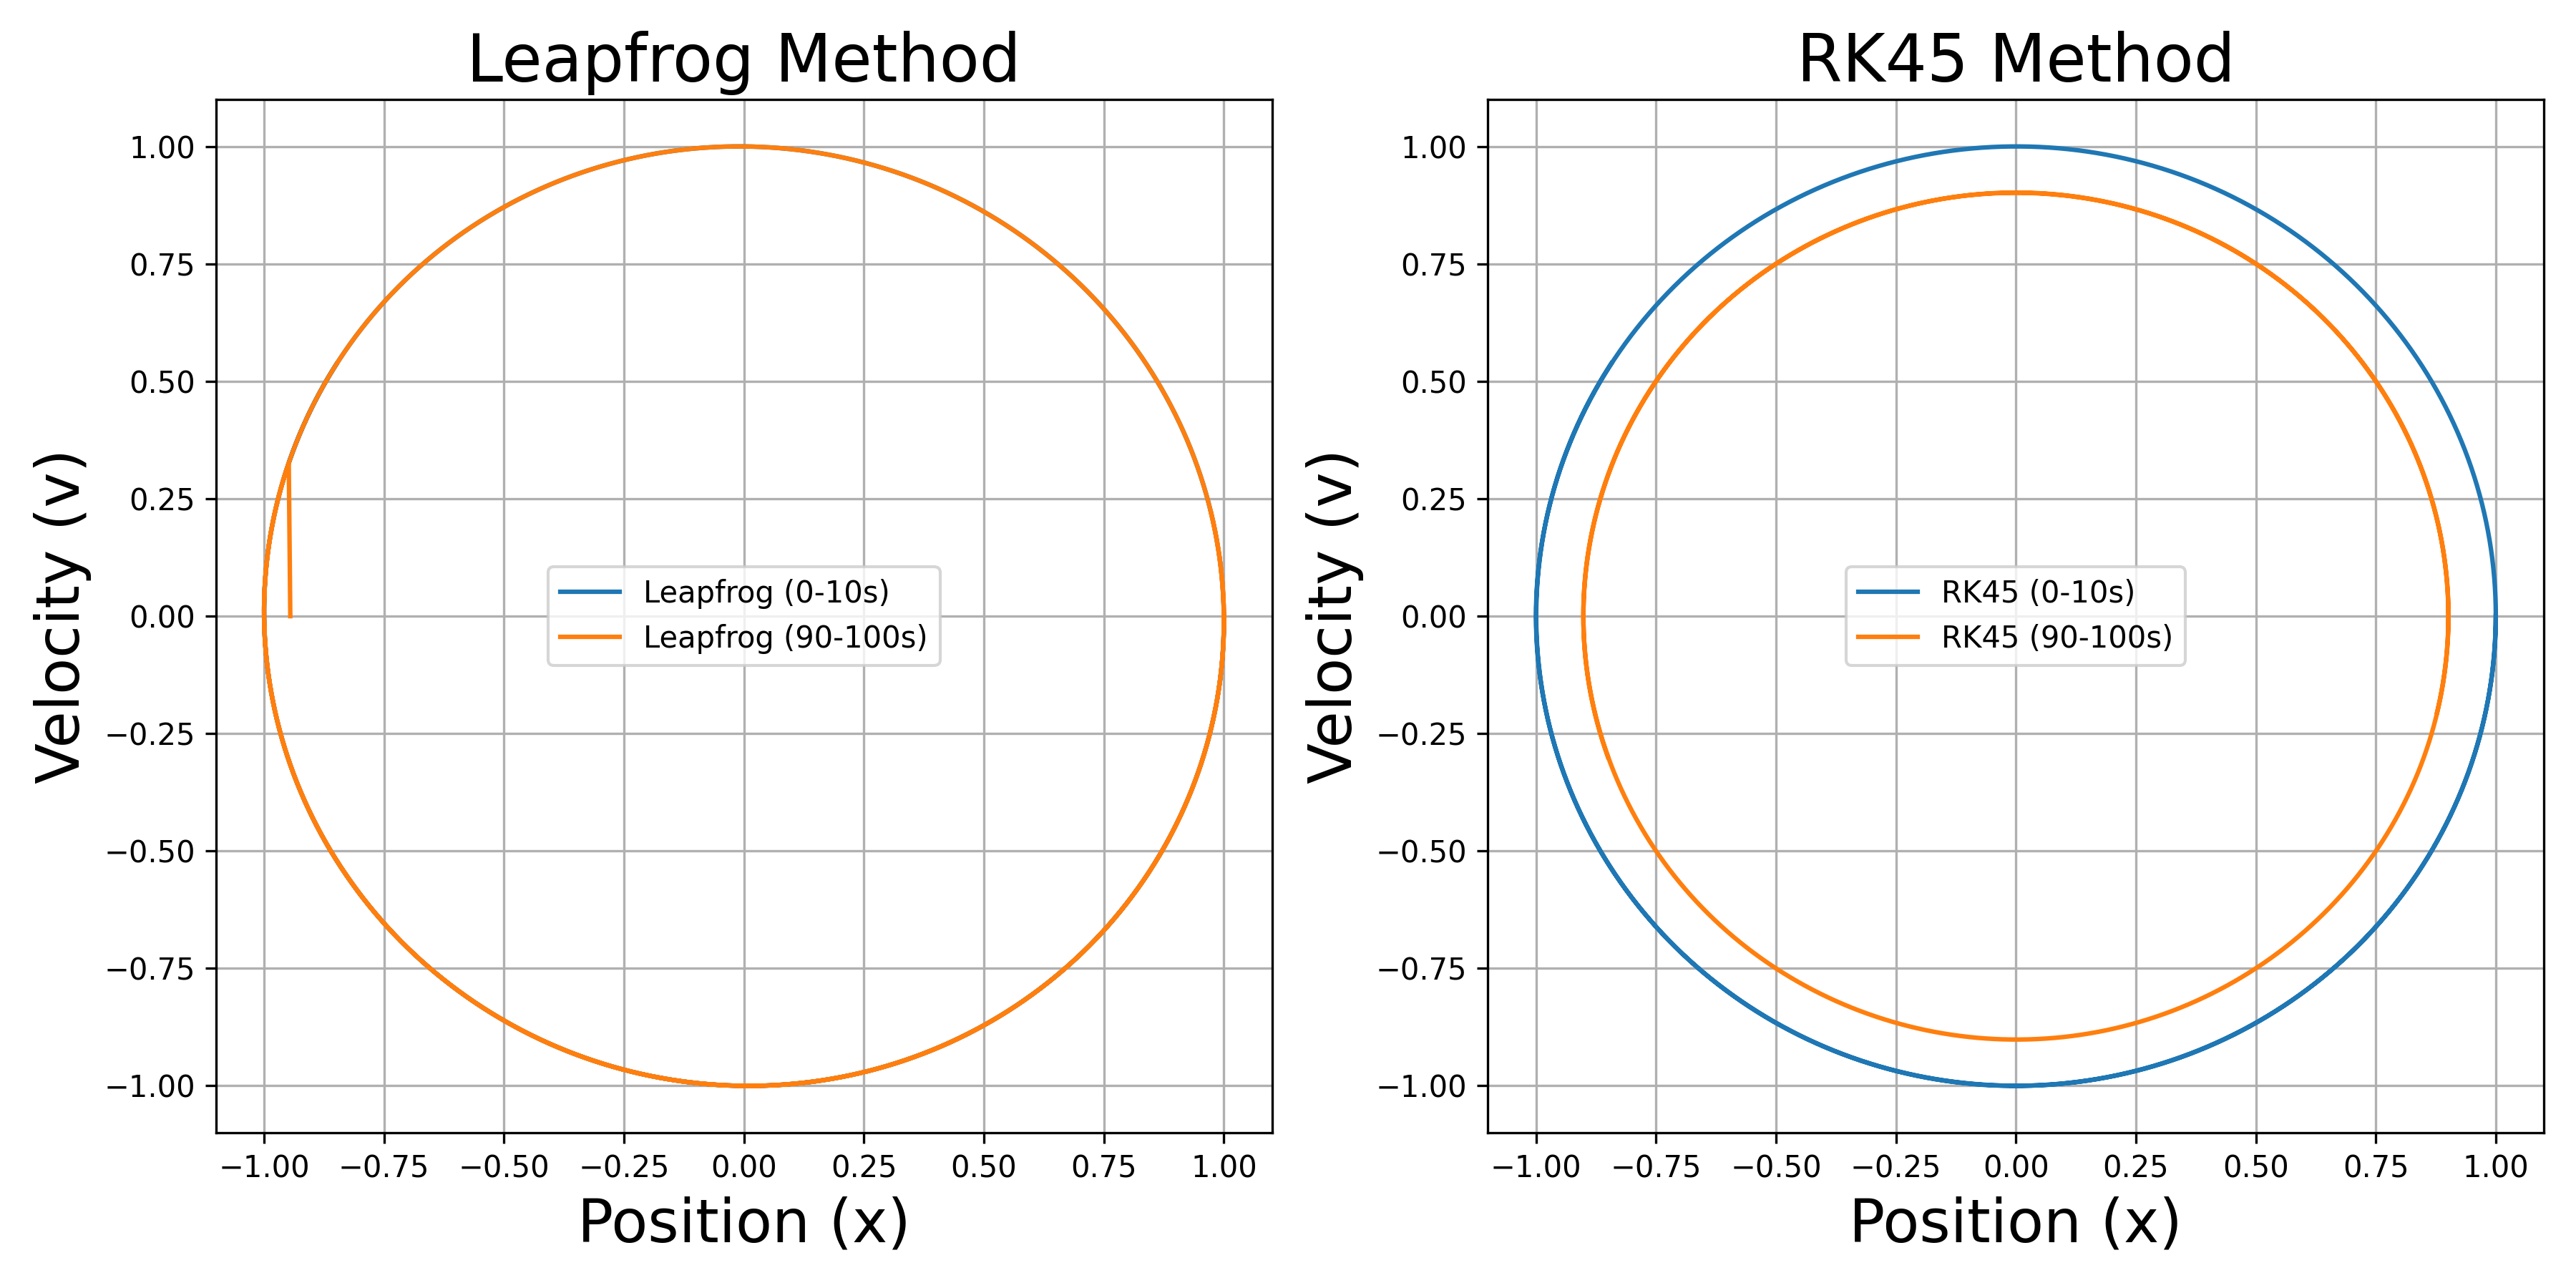 Leapfrog Method
Velocity (v)
1.00
0.75
0.50
0.25
0.00
−0.25
−0.50
−0.75
−1.00
Leapfrog (0-10s)
Leapfrog (90-100s)
−1.00 −0.75 −0.50 −0.25 0.00 0.25 0.50 0.75 1.00
Position (x)
RK45 Method
Velocity (v)
1.00
0.75
0.50
0.25
0.00
−0.25
−0.50
−0.75
−1.00
RK45 (0-10s)
RK45 (90-100s)
−1.00 −0.75 −0.50 −0.25 0.00 0.25 0.50 0.75 1.00
Position (x)